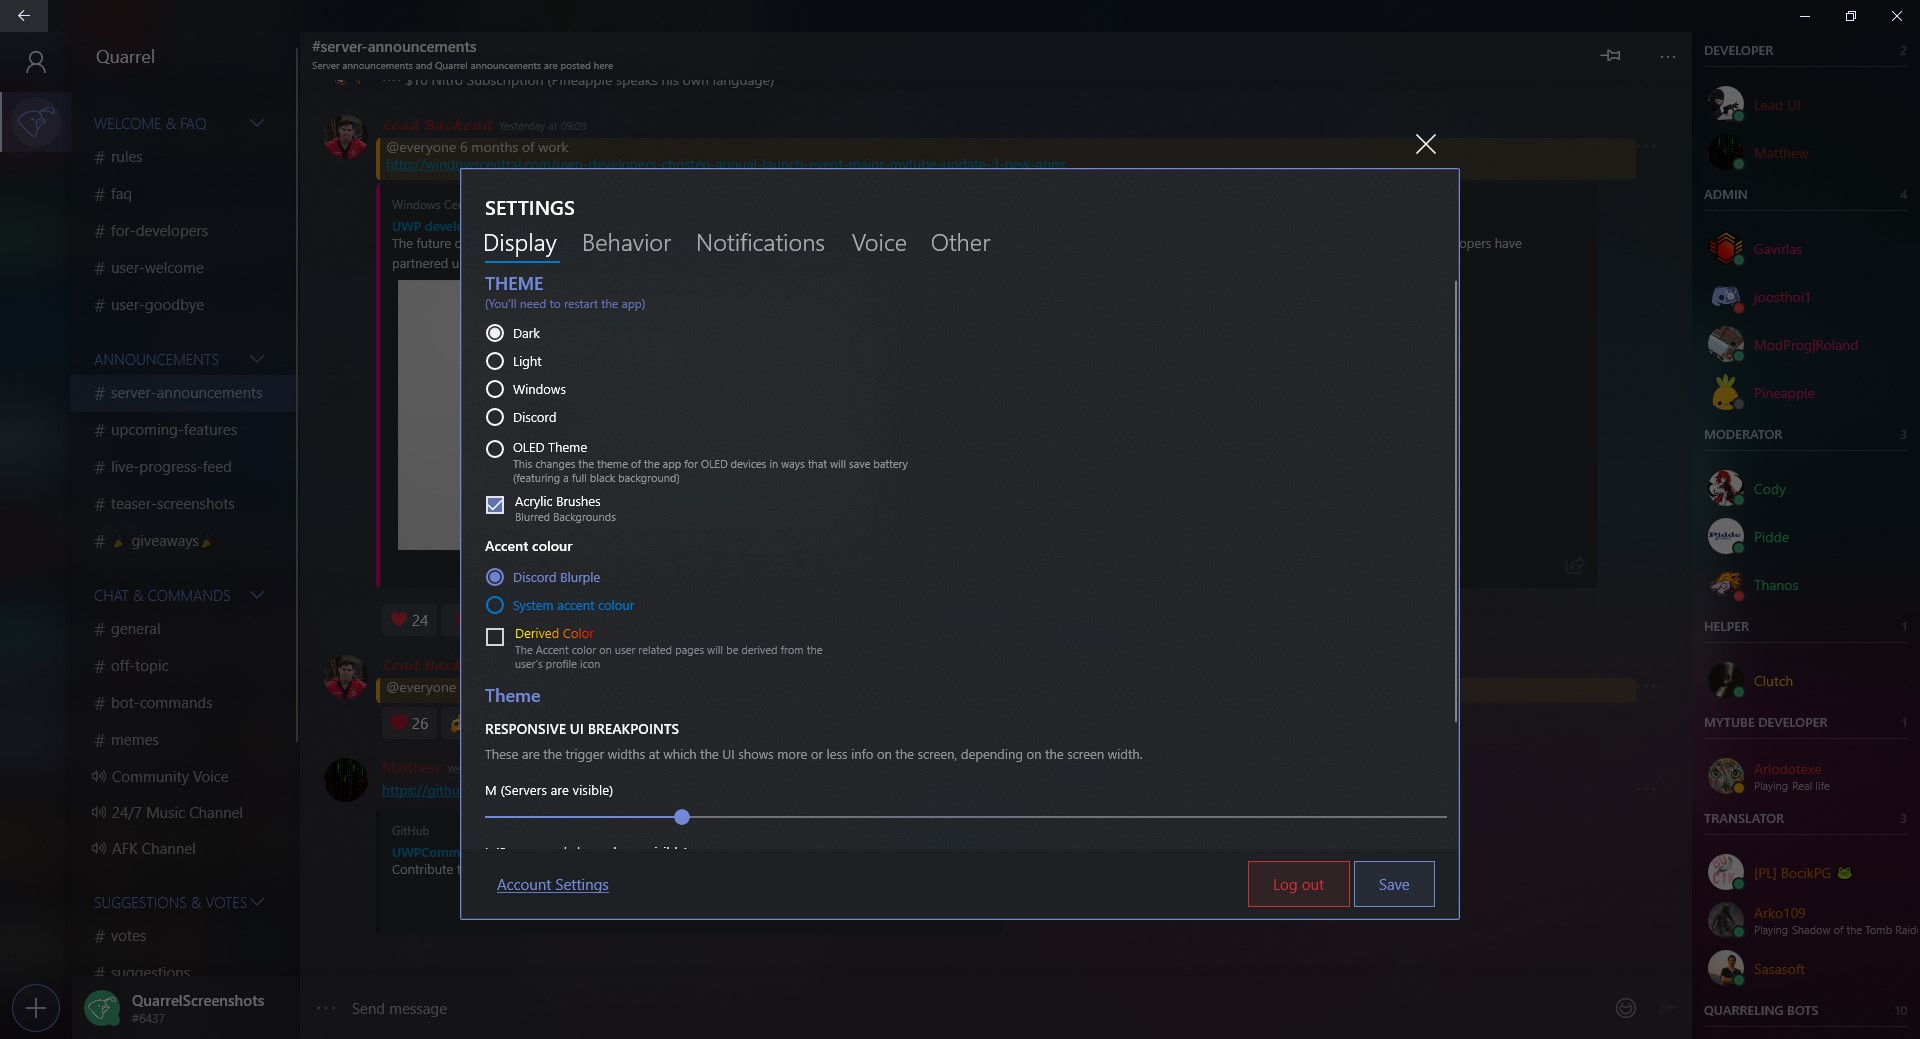 Quarrel
WELCOME & FAQ
# rules
# faq
# for-developers
# user-welcome
# user-goodbye
ANNOUNCEMENTS
# server-announcements
# upcoming-features
# live-progress-feed
# teaser-screenshots
# 🎉 giveaways 🎉
CHAT & COMMANDS
# general
# off-topic
# bot-commands
# memes
Community Voice
24/7 Music Channel
AFK Channel
SUGGESTIONS & VOTES
# votes
# suggestions
QuarrelScreenshots
#6437
#server-announcements
Server announcements and Quarrel announcements are posted here
$10 Nitro Subscription (Pineapple speaks his own language)
Lead Backend Yesterday at 09:09
@everyone 6 months of work
http://windowscentral.com/uwp-developers-christen-annual-launch-event-major-mytube-update-3-new-apps
Windows Ce
UWP develo
The future o
opers have
partnered u
24
Lead Back
@everyone
26
Matthew Yes
https://githu
GitHub
UWPComm
Contribute t
Send message
SETTINGS
Display Behavior Notifications Voice Other
THEME
(You'll need to restart the app)
Dark
Light
Windows
Discord
OLED Theme
This changes the theme of the app for OLED devices in ways that will save battery
(featuring a full black background)
Acrylic Brushes
Blurred Backgrounds
Accent colour
Discord Blurple
System accent colour
Derived Color
The Accent color on user related pages will be derived from the
user's profile icon
Theme
RESPONSIVE UI BREAKPOINTS
These are the trigger widths at which the UI shows more or less info on the screen, depending on the screen width.
M (Servers are visible)
Account Settings
Log out
Save
DEVELOPER 2
Lead UI
Matthew
ADMIN 4
Gavirlas
joosthoi1
ModProg|Roland
Pineapple
MODERATOR 3
Cody
Pidde
Pidde
Thanos
HELPER 1
Clutch
MYTUBE DEVELOPER 1
Arlodotexe
Playing Real life
TRANSLATOR 3
[PL] BocikPG 🐸
Arko109
Playing Shadow of the Tomb Raide
Sasasoft
QUARRELING BOTS 10